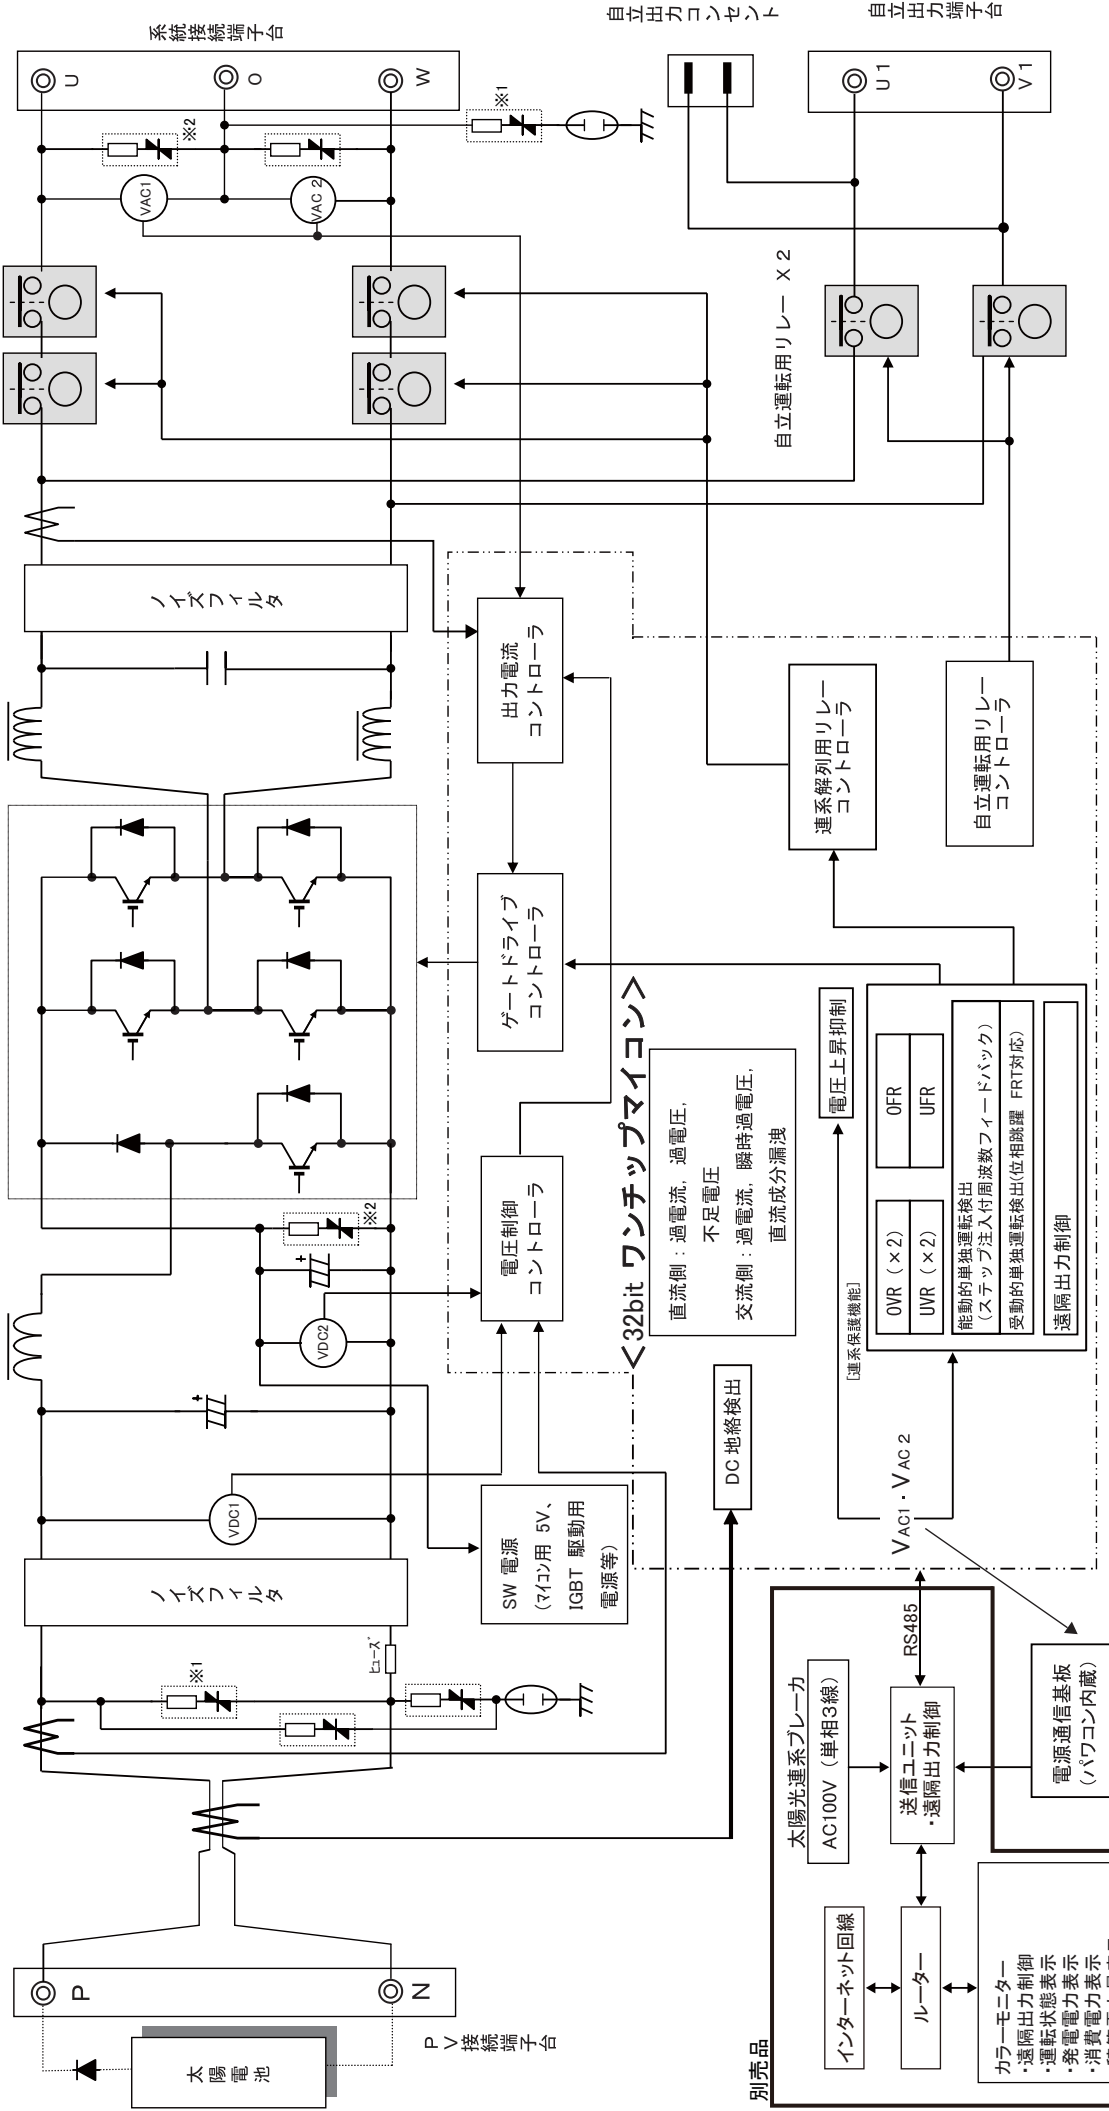 系統接続端子台
U
O
W
※2
※1
VAC1
VAC 2
自立出力コンセント
自立出力端子台
U1
V1
自立運転用リレー X 2
ノイズフィルタ
出力電流
コントローラ
ゲートドライブ
コントローラ
電圧制御
コントローラ
連系解列用リレー
コントローラ
自立運転用リレー
コントローラ
<32bit ワンチップマイコン>
直流側：過電流，過電圧，
不足電圧
交流側：過電流，瞬時過電圧，
直流成分漏洩
電圧上昇抑制
[連系保護機能]
OVR（×2）
OFR
UVR（×2）
UFR
能動的単独運転検出
(ステップ注入付周波数フィードバック)
受動的単独運転検出(位相跳躍 FRT対応)
遠隔出力制御
※2
+
VDC2
+
VDC1
SW 電源
(マイコン用 5V、
IGBT 駆動用
電源等)
DC 地絡検出
VAC1・VAC 2
ノイズフィルタ
ヒューズ
※1
RS485
電源通信基板
(パワコン内蔵)
太陽光連系ブレーカ
AC100V（単相3線）
送信ユニット
・遠隔出力制御
インターネット回線
ルーター
カラーモニター
・遠隔出力制御
・運転状態表示
・発電電力表示
・消費電力表示
別売品
P
N
P V接続端子台
太陽電池